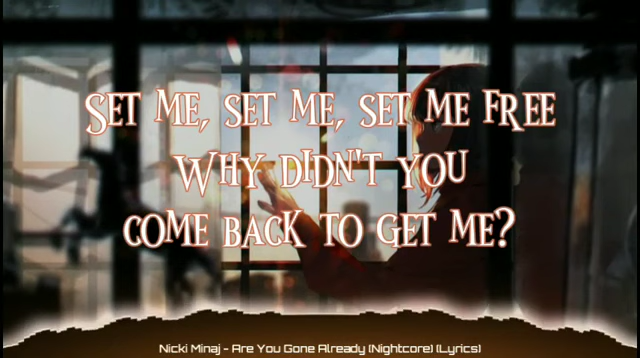 Set me, set me, set me free
Why didn't you
come back to get me?
Nicki Minaj - Are You Gone Already (Nightcore) (Lyrics)